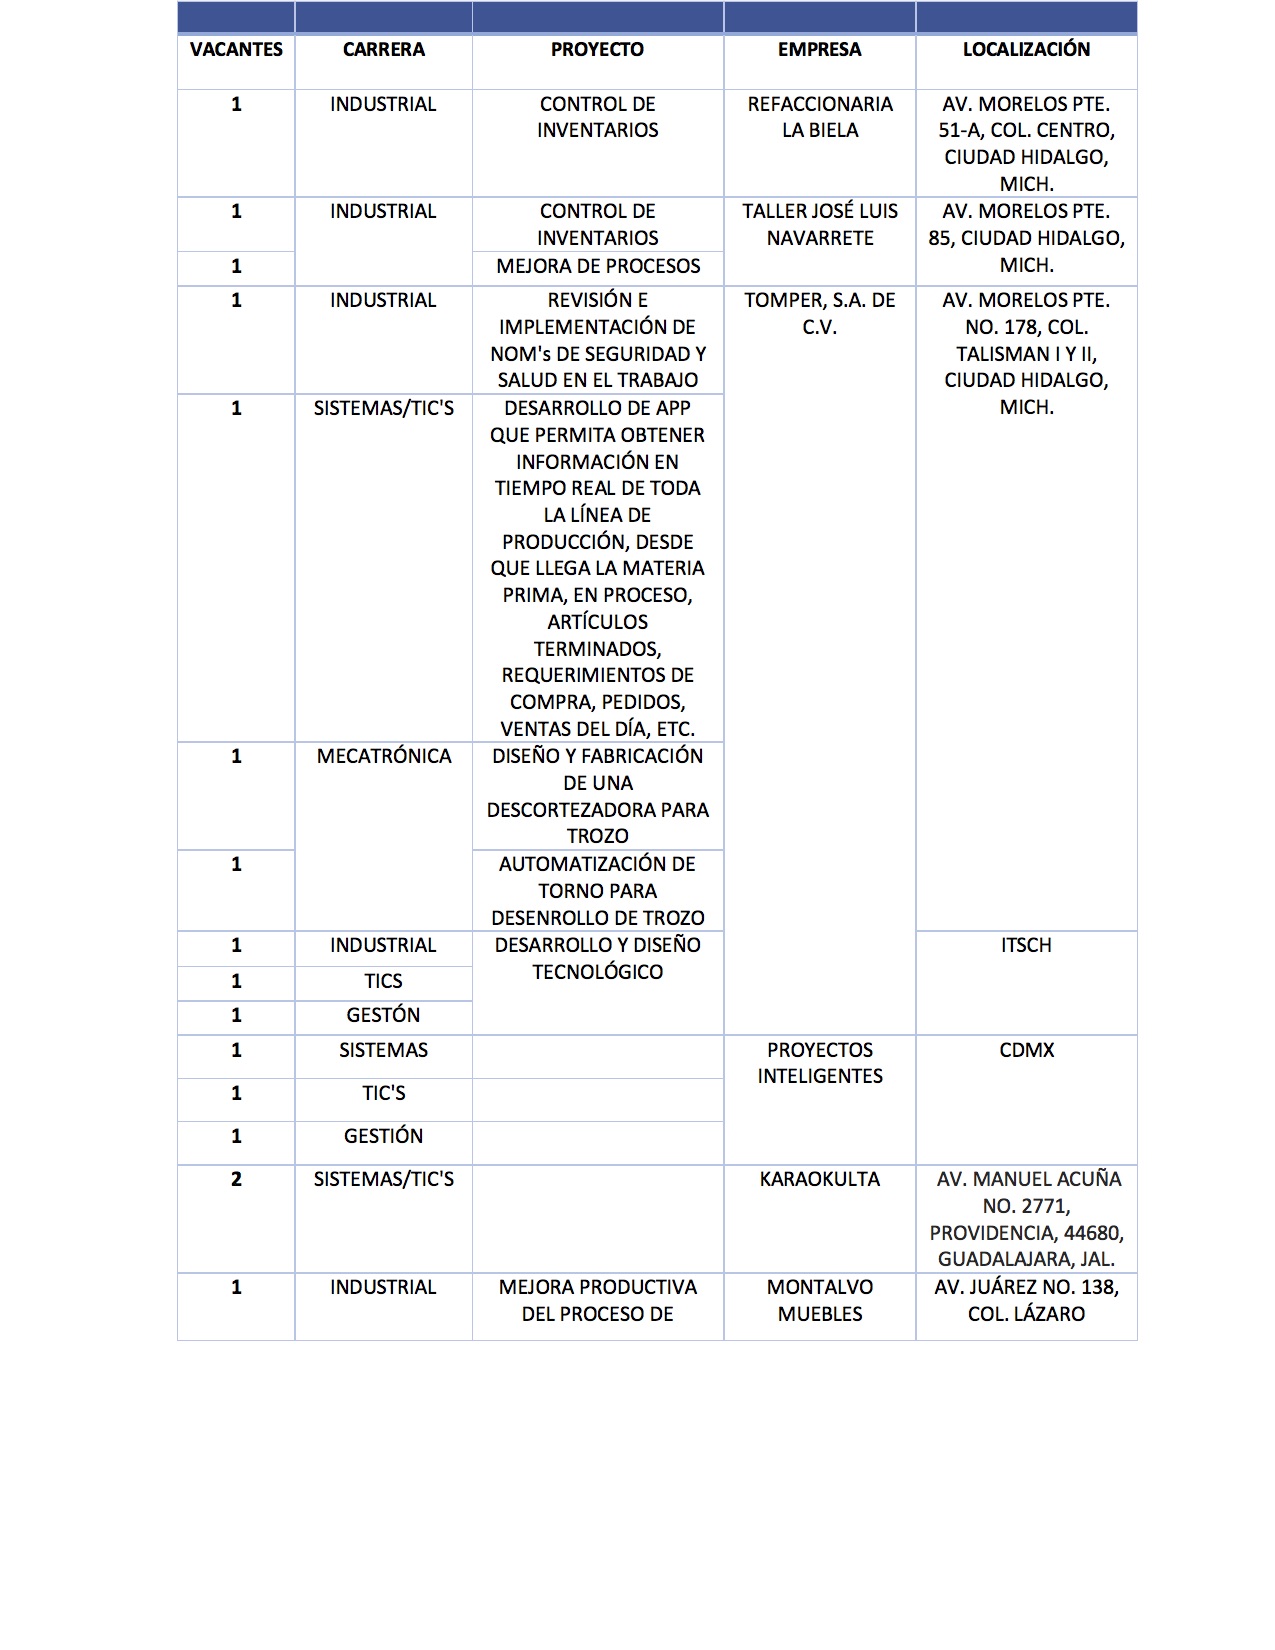 VACANTES CARRERA PROYECTO EMPRESA LOCALIZACIÓN
1 INDUSTRIAL CONTROL DE REFACCIONARIA AV. MORELOS PTE.
INVENTARIOS LA BIELA 51-A, COL. CENTRO,
CIUDAD HIDALGO,
MICH.
1 INDUSTRIAL CONTROL DE TALLER JOSÉ LUIS AV. MORELOS PTE.
INVENTARIOS NAVARRETE 85, CIUDAD HIDALGO,
1 MEJORA DE PROCESOS MICH.
1 INDUSTRIAL REVISIÓN E TOMPER, S.A. DE AV. MORELOS PTE.
IMPLEMENTACIÓN DE C.V. NO. 178, COL.
NOM's DE SEGURIDAD Y TALISMAN I Y II,
SALUD EN EL TRABAJO CIUDAD HIDALGO,
1 SISTEMAS/TIC'S DESARROLLO DE APP MICH.
QUE PERMITA OBTENER
INFORMACIÓN EN
TIEMPO REAL DE TODA
LA LÍNEA DE
PRODUCCIÓN, DESDE
QUE LLEGA LA MATERIA
PRIMA, EN PROCESO,
ARTÍCULOS
TERMINADOS,
REQUERIMIENTOS DE
COMPRA, PEDIDOS,
VENTAS DEL DÍA, ETC.
1 MECATRÓNICA DISEÑO Y FABRICACIÓN
DE UNA
DESCORTEZADORA PARA
TROZO
1 AUTOMATIZACIÓN DE
TORNO PARA
DESENROLLO DE TROZO
1 INDUSTRIAL DESARROLLO Y DISEÑO ITSCH
TECNOLÓGICO
1 TICS
1 GESTÓN
1 SISTEMAS PROYECTOS CDMX
INTELIGENTES
1 TIC'S
1 GESTIÓN
2 SISTEMAS/TIC'S KARAOKULTA AV. MANUEL ACUÑA
NO. 2771,
PROVIDENCIA, 44680,
GUADALAJARA, JAL.
1 INDUSTRIAL MEJORA PRODUCTIVA MONTALVO AV. JUÁREZ NO. 138,
DEL PROCESO DE MUEBLES COL. LÁZARO